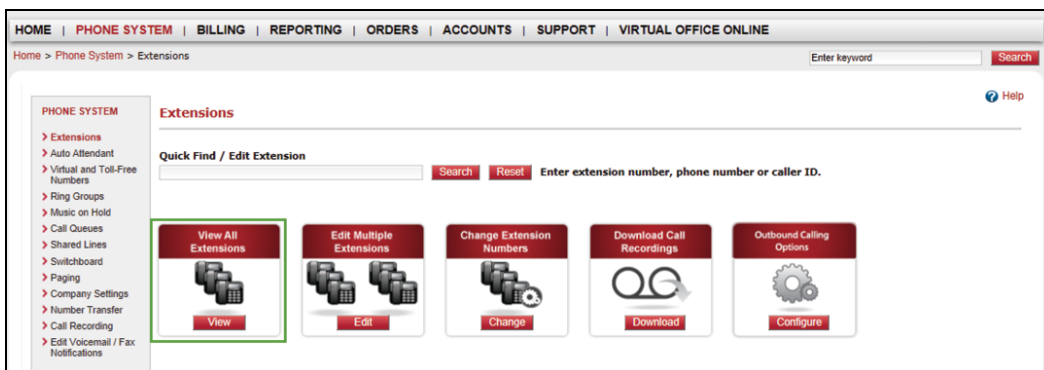 HOME | PHONE SYSTEM | BILLING | REPORTING | ORDERS | ACCOUNTS | SUPPORT | VIRTUAL OFFICE ONLINE
Home > Phone System > Extensions
Enter keyword
Search
Help
PHONE SYSTEM
Extensions
Auto Attendant
Virtual and Toll-Free
Numbers
Ring Groups
Music on Hold
Call Queues
Shared Lines
Switchboard
Paging
Company Settings
Number Transfer
Call Recording
Edit Voicemail / Fax
Notifications
Extensions
Quick Find / Edit Extension
Search Reset Enter extension number, phone number or caller ID.
View All
Extensions
View
Edit Multiple
Extensions
Edit
Change Extension
Numbers
Change
Download Call
Recordings
Download
Outbound Calling
Options
Configure